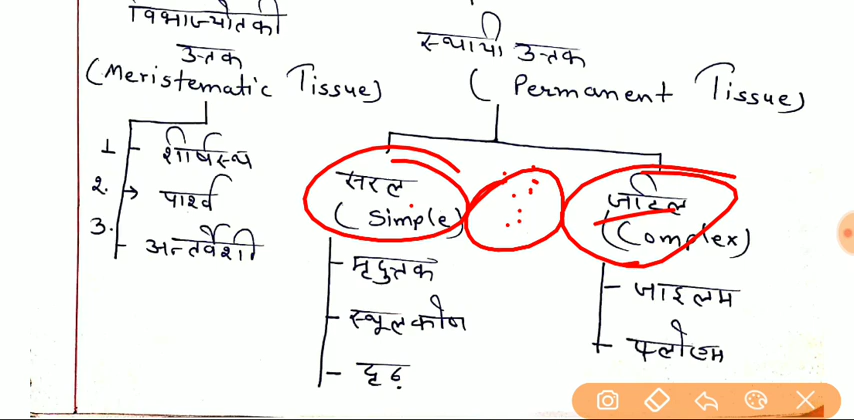 विभाज्योतकी
उत्तक
(Meristematic Tissue)
1 शीर्षस्थ
2. → पार्श्व
3. अन्तर्वेशी
स्थायी उत्तक
( Permanent Tissue)
सरल
(Simple)
मृदुतक
स्थूलकोण
दृढ़
जटिल
(Complex)
जाइलम
फ्लोएम